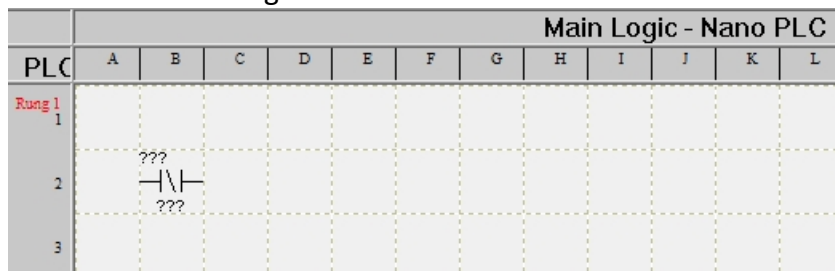 Main Logic - Nano PLC
PLC A B C D E F G H I J K L
Rung 1
1
???
2
???
3